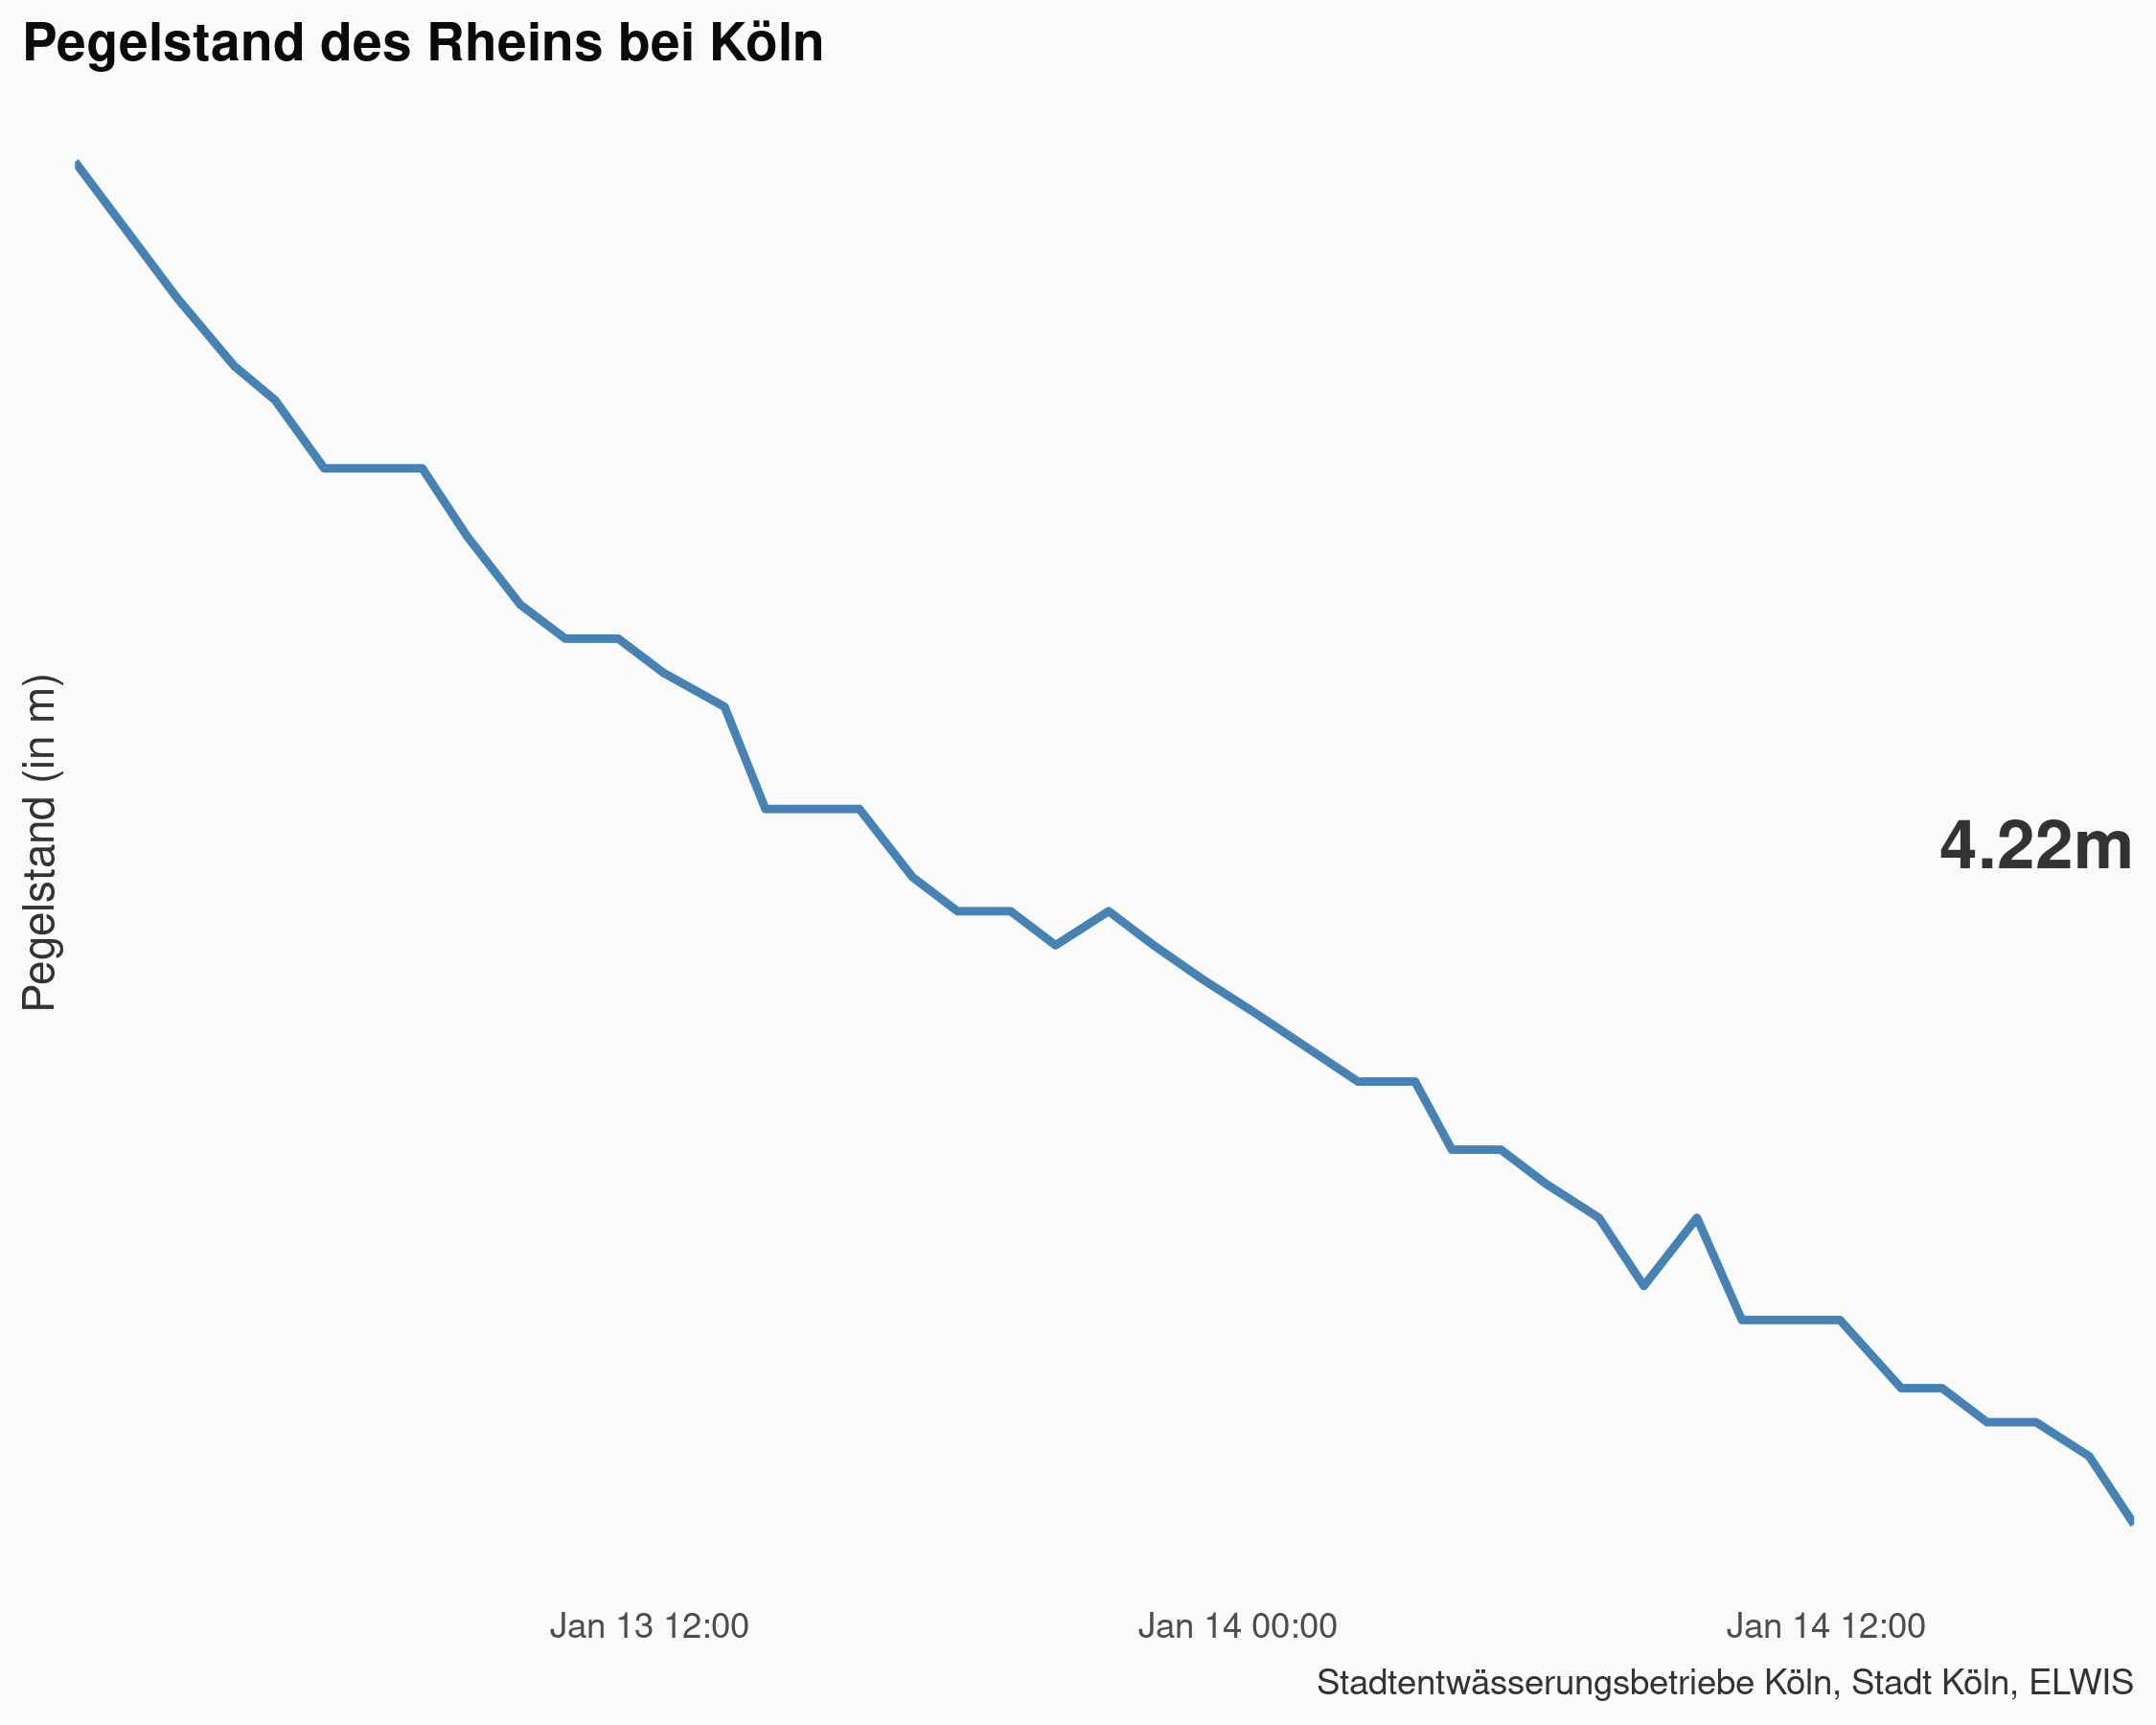 Pegelstand des Rheins bei Köln
Pegelstand (in m)
4.22m
Jan 13 12:00
Jan 14 00:00
Jan 14 12:00
Stadtentwässerungsbetriebe Köln, Stadt Köln, ELWIS